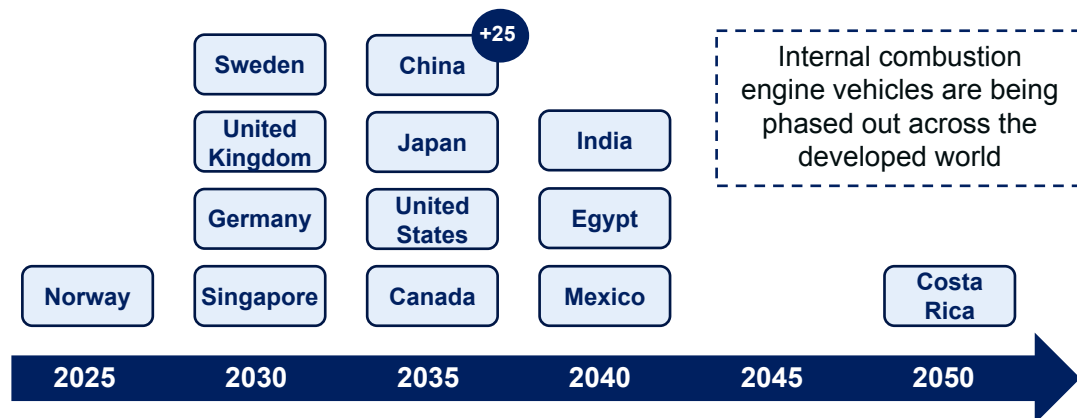 +25
Sweden
China
Internal combustion
engine vehicles are being
phased out across the
developed world
United
Kingdom
Japan
India
Germany
United
States
Egypt
Norway
Singapore
Canada
Mexico
Costa
Rica
2025
2030
2035
2040
2045
2050